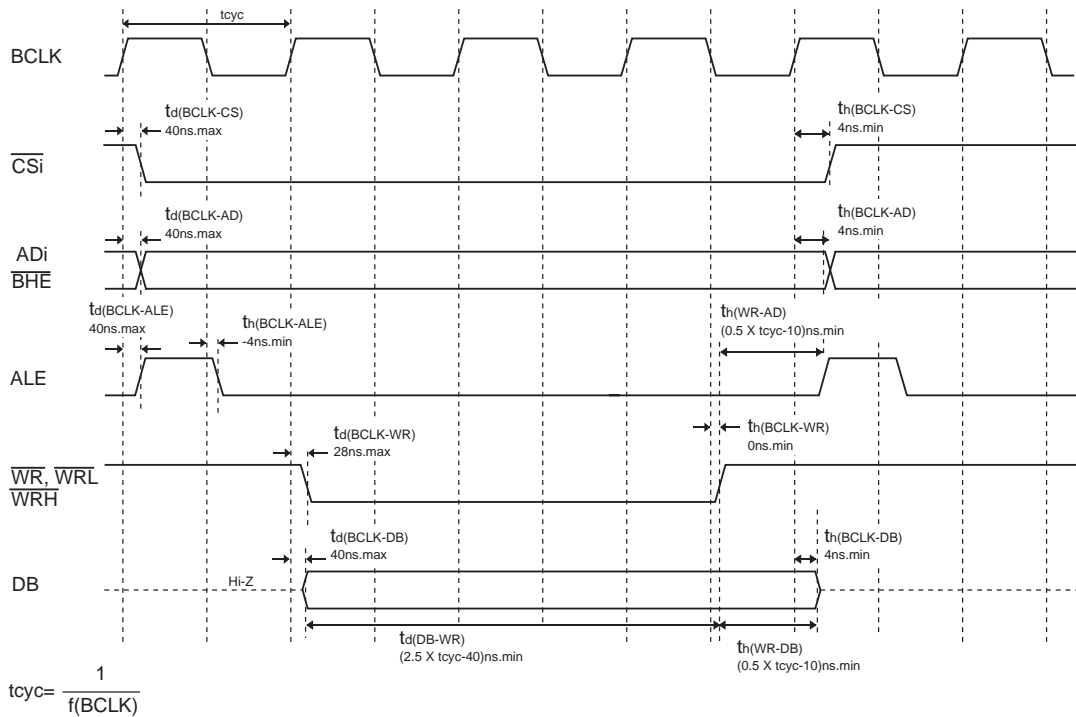 tcyc
BCLK
td(BCLK-CS)
40ns.max
th(BCLK-CS)
4ns.min
CSi
td(BCLK-AD)
40ns.max
th(BCLK-AD)
4ns.min
ADi
BHE
td(BCLK-ALE)
40ns.max
th(BCLK-ALE)
-4ns.min
th(WR-AD)
(0.5 X tcyc-10)ns.min
ALE
td(BCLK-WR)
28ns.max
th(BCLK-WR)
0ns.min
WR, WRL
WRH
td(BCLK-DB)
40ns.max
th(BCLK-DB)
4ns.min
DB
Hi-Z
td(DB-WR)
(2.5 X tcyc-40)ns.min
th(WR-DB)
(0.5 X tcyc-10)ns.min
tcyc= 1
f(BCLK)